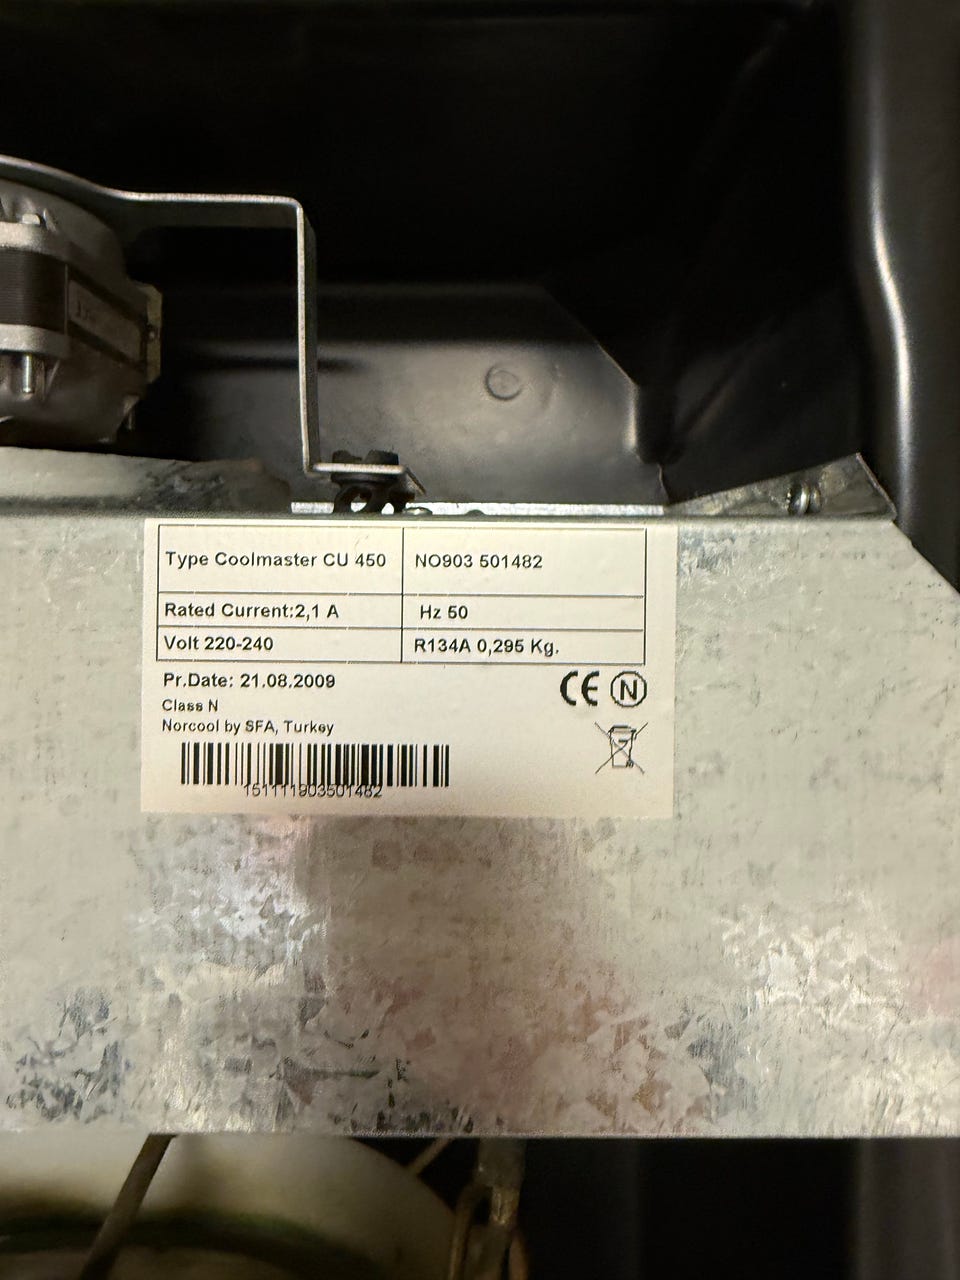 Type Coolmaster CU 450
NO903 501482
Rated Current:2,1 A
Hz 50
Volt 220-240
R134A 0,295 Kg.
Pr.Date: 21.08.2009
CE N
Class N
Norcool by SFA, Turkey
151111903501482